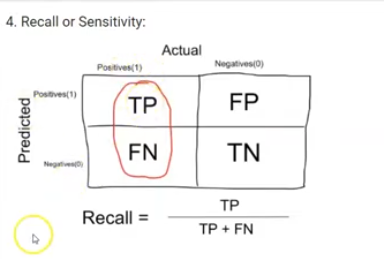 4. Recall or Sensitivity:
Actual
Positives(1) Negatives(0)
Predicted
Positives(1) TP FP
Negatives(0) FN TN
Recall = TP
TP + FN